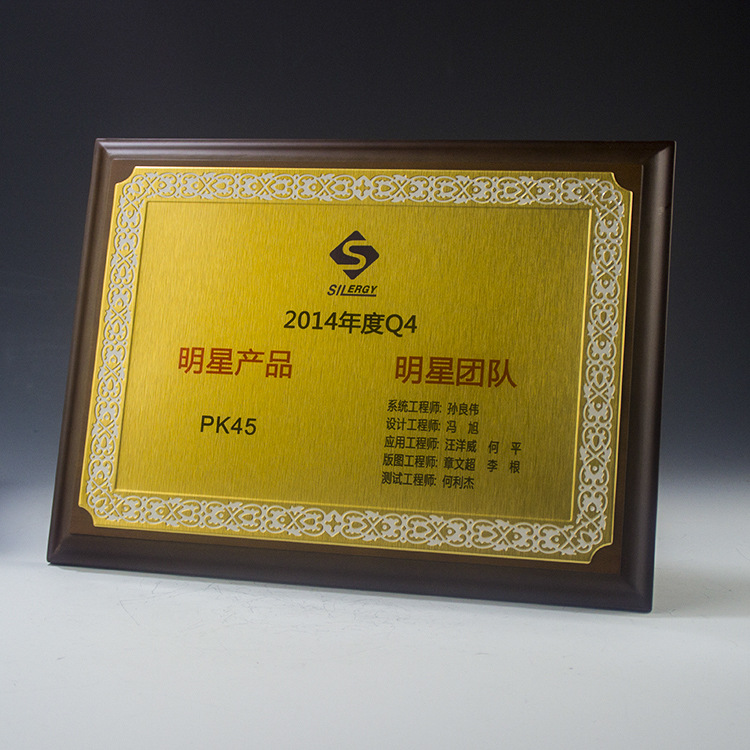 S
SILERGY
2014年度Q4
明星产品 明星团队
PK45
系统工程师: 孙良伟
设计工程师: 冯 旭
应用工程师: 汪洋威 何 平
版图工程师: 章文超 李 根
测试工程师: 何利杰